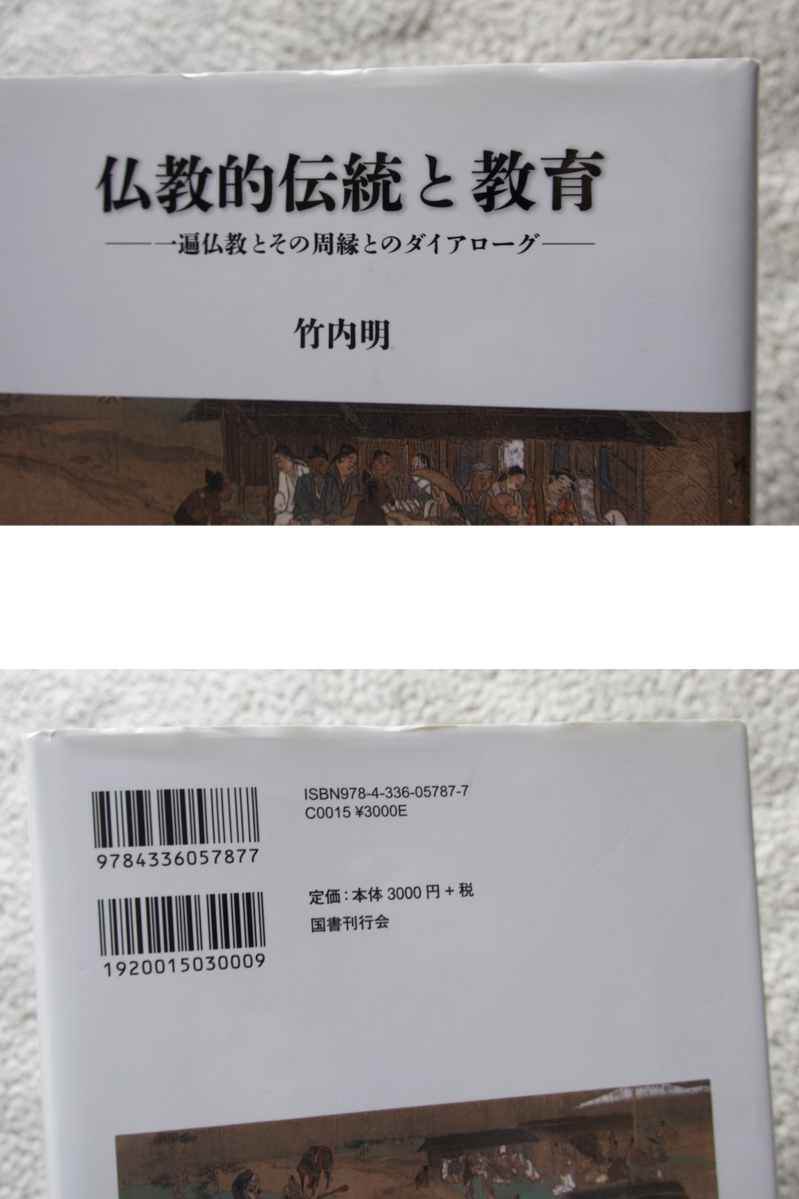 仏教的伝統と教育
――一遍仏教とその周縁とのダイアローグ――
竹内明
ISBN978-4-336-05787-7
C0015 ¥3000E
9784336057877
定価:本体 3000 円 + 税
国書刊行会
1920015030009